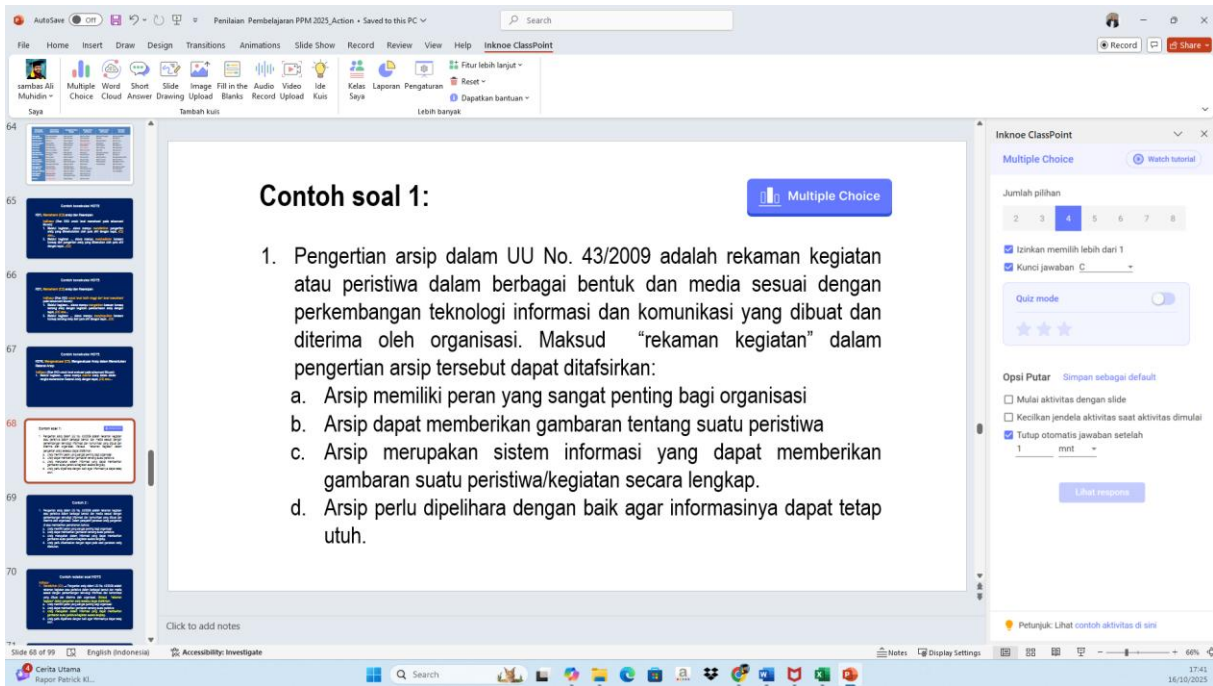 AutoSave Off Penilaian Pembelajaran PPM 2025_Action • Saved to this PC Search
File Home Insert Draw Design Transitions Animations Slide Show Record Review View Help Inknoe ClassPoint Record Share
sambas Ali Muhidin
Multiple Choice
Word Cloud
Short Answer
Slide Drawing
Image Upload
Fill in the Blanks
Audio Record
Video Upload
Ide Kuis
Kelas Saya
Laporan
Pengaturan
Fitur lebih lanjut
Reset
Dapatkan bantuan
Saya Tambah kuis Lebih banyak
64
65
66
67
68
69
70
Contoh soal 1:
Multiple Choice
1. Pengertian arsip dalam UU No. 43/2009 adalah rekaman kegiatan
atau peristiwa dalam berbagai bentuk dan media sesuai dengan
perkembangan teknologi informasi dan komunikasi yang dibuat dan
diterima oleh organisasi. Maksud “rekaman kegiatan” dalam
pengertian arsip tersebut dapat ditafsirkan:
a. Arsip memiliki peran yang sangat penting bagi organisasi
b. Arsip dapat memberikan gambaran tentang suatu peristiwa
c. Arsip merupakan sistem informasi yang dapat memberikan
gambaran suatu peristiwa/kegiatan secara lengkap.
d. Arsip perlu dipelihara dengan baik agar informasinya dapat tetap
utuh.
Click to add notes
Inknoe ClassPoint
Multiple Choice Watch tutorial
Jumlah pilihan
2 3 4 5 6 7 8
Izinkan memilih lebih dari 1
Kunci jawaban C
Quiz mode
Opsi Putar Simpan sebagai default
Mulai aktivitas dengan slide
Kecilkan jendela aktivitas saat aktivitas dimulai
Tutup otomatis jawaban setelah
1 mnt
Lihat respons
Petunjuk: Lihat contoh aktivitas di sini
Slide 68 of 99 English (Indonesia) Accessibility: Investigate Notes Display Settings 66%
Cerita Utama
Rapor Patrick Kl...
Search
17:41
16/10/2025